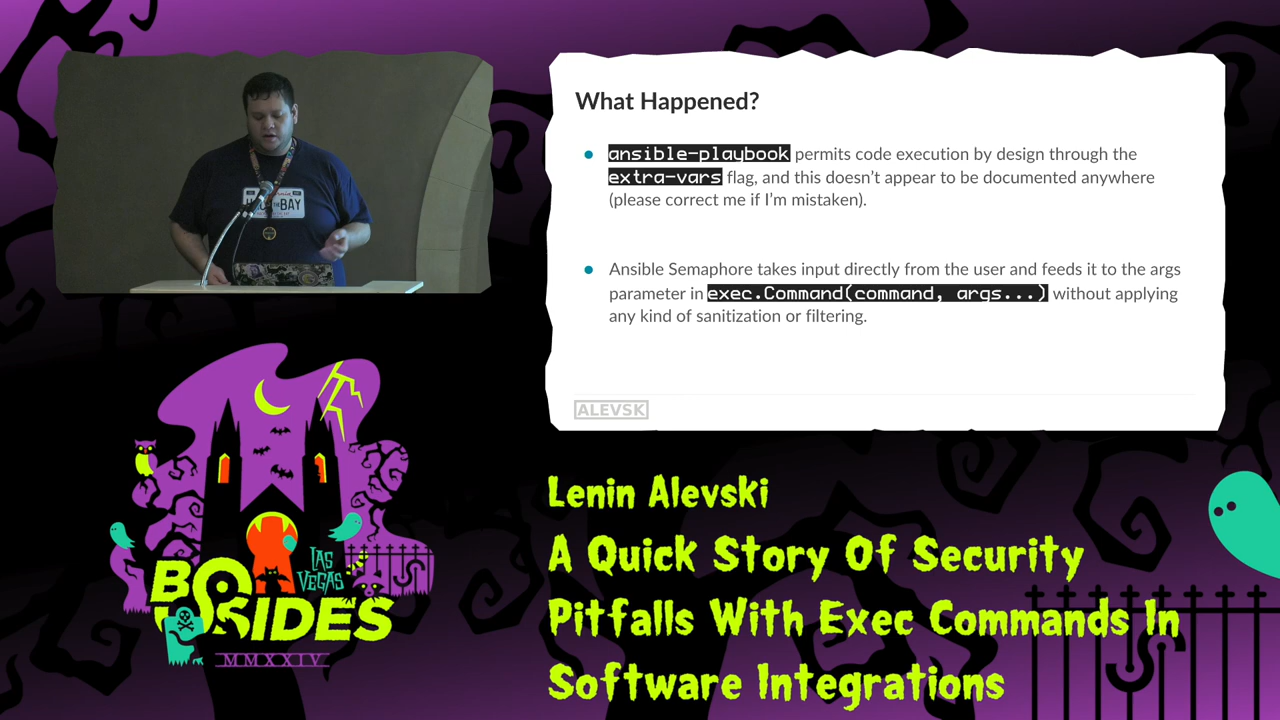 What Happened?
ansible-playbook permits code execution by design through the
extra-vars flag, and this doesn't appear to be documented anywhere
(please correct me if I'm mistaken).
Ansible Semaphore takes input directly from the user and feeds it to the args
parameter in exec.Command(command, args...) without applying
any kind of sanitization or filtering.
ALEVSK
BAY
LAS
VEGAS
BSIDES
MMXXIV
Lenin Alevski
A Quick Story Of Security
Pitfalls With Exec Commands In
Software Integrations